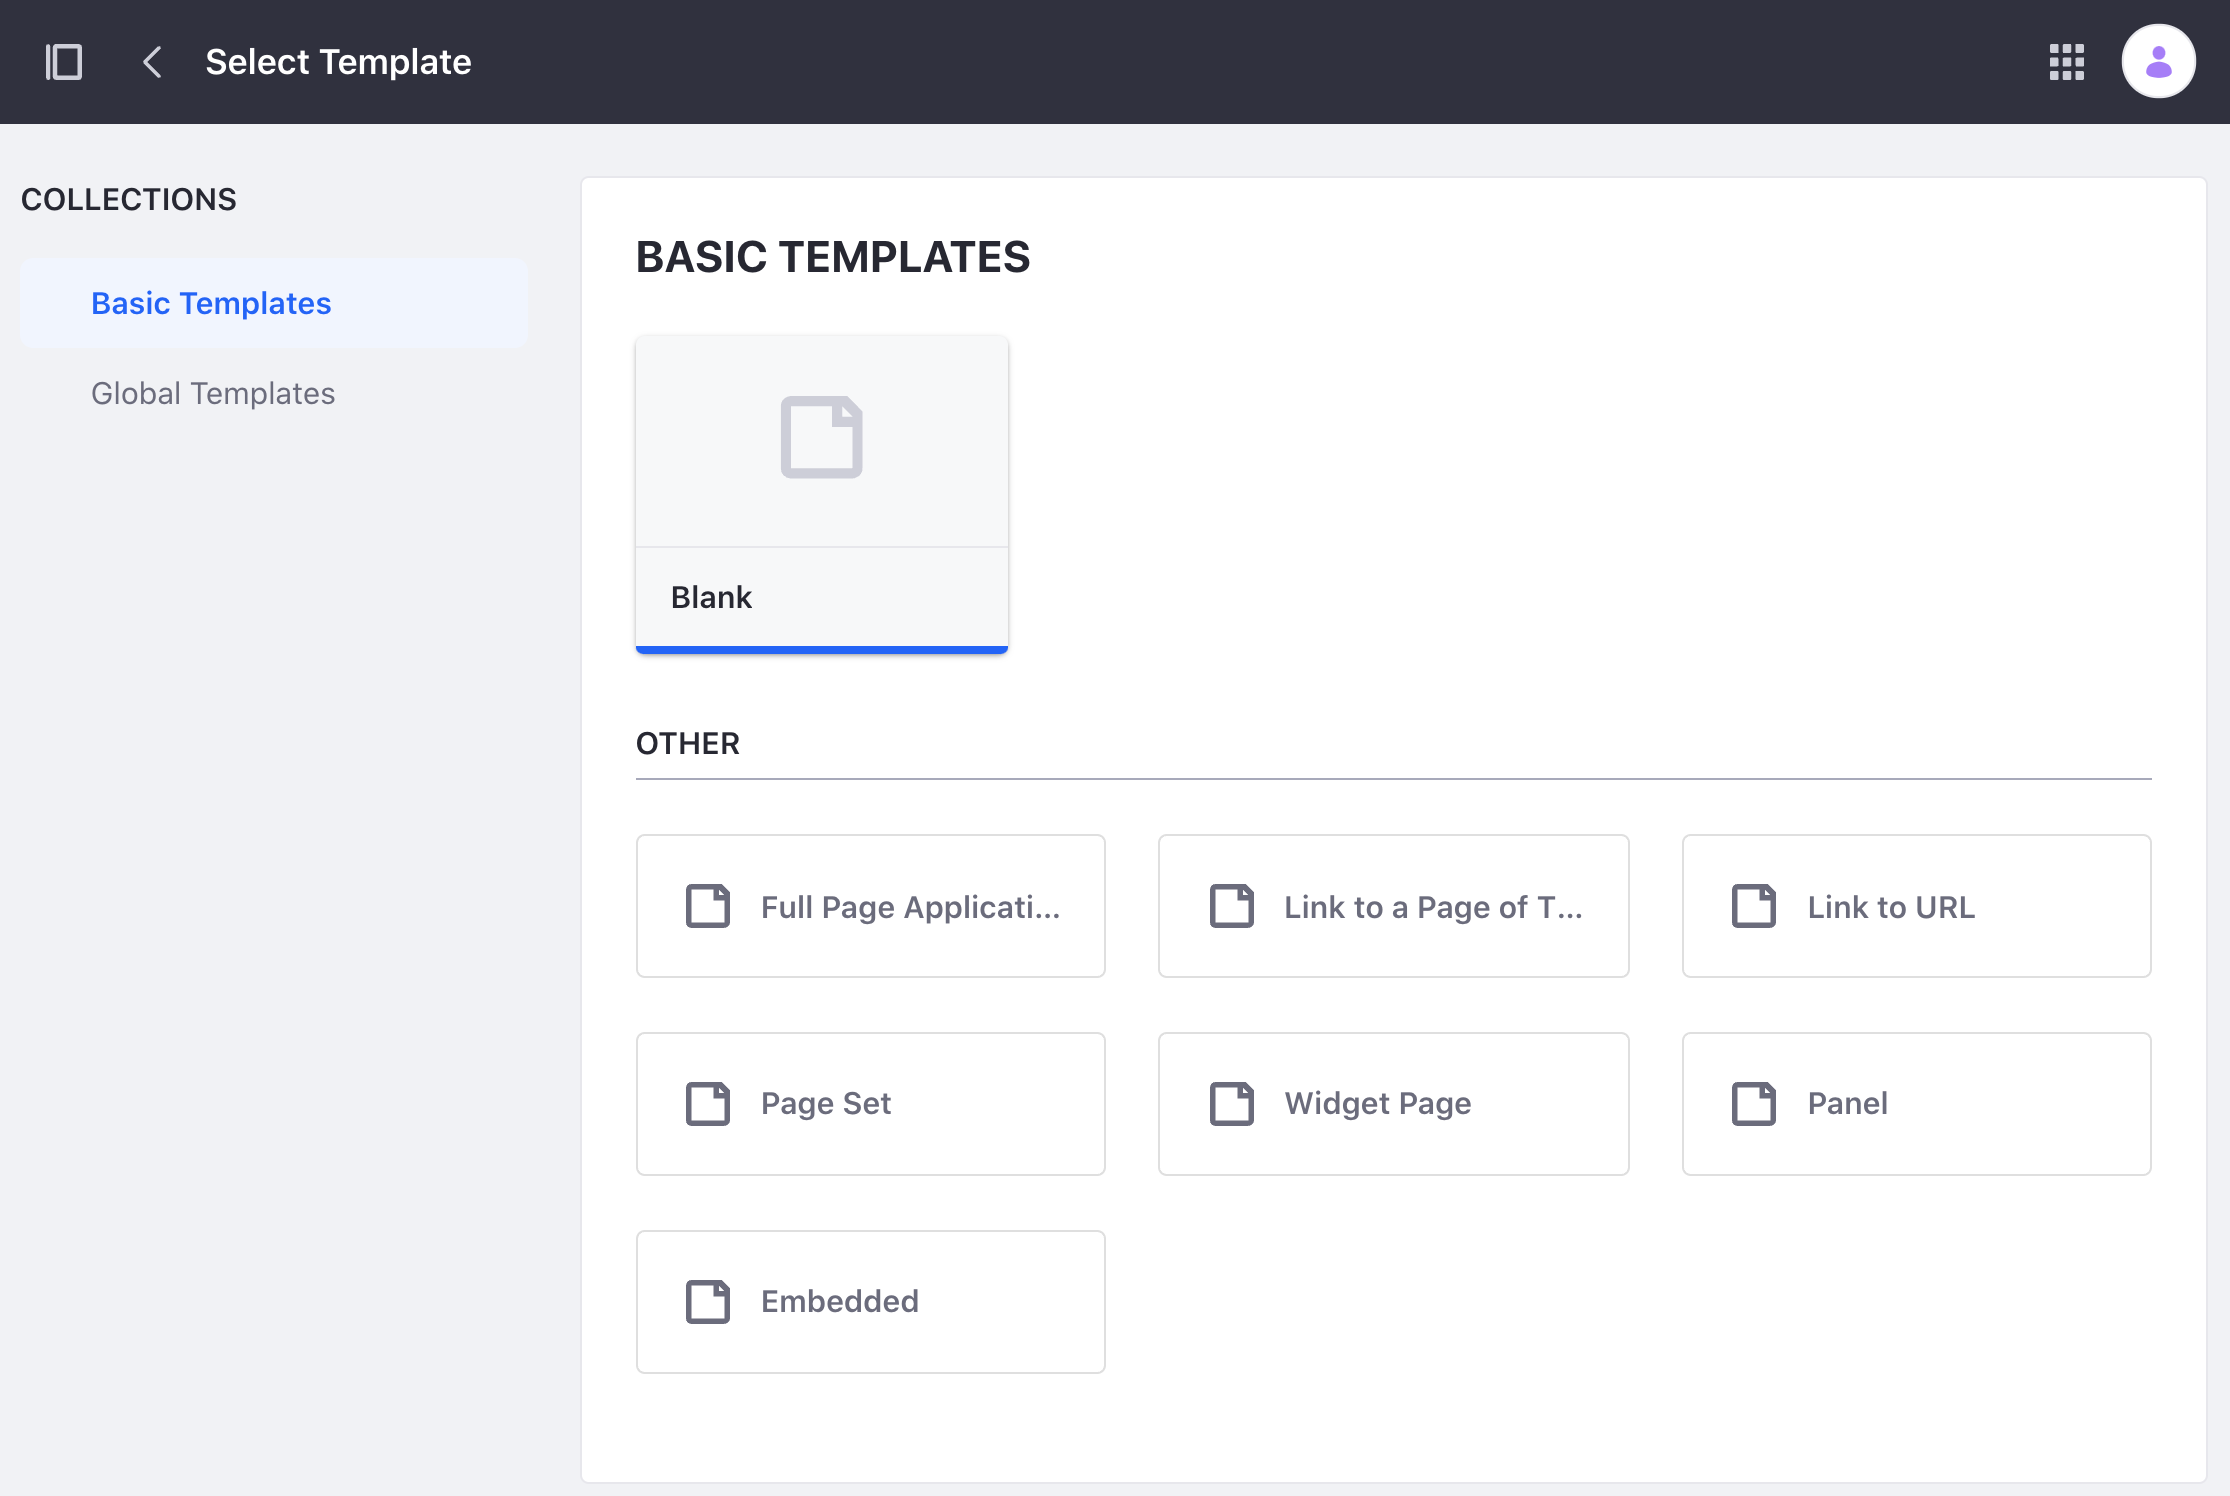 Select Template
COLLECTIONS
Basic Templates
Global Templates
BASIC TEMPLATES
Blank
OTHER
Full Page Applicati...
Link to a Page of T...
Link to URL
Page Set
Widget Page
Panel
Embedded